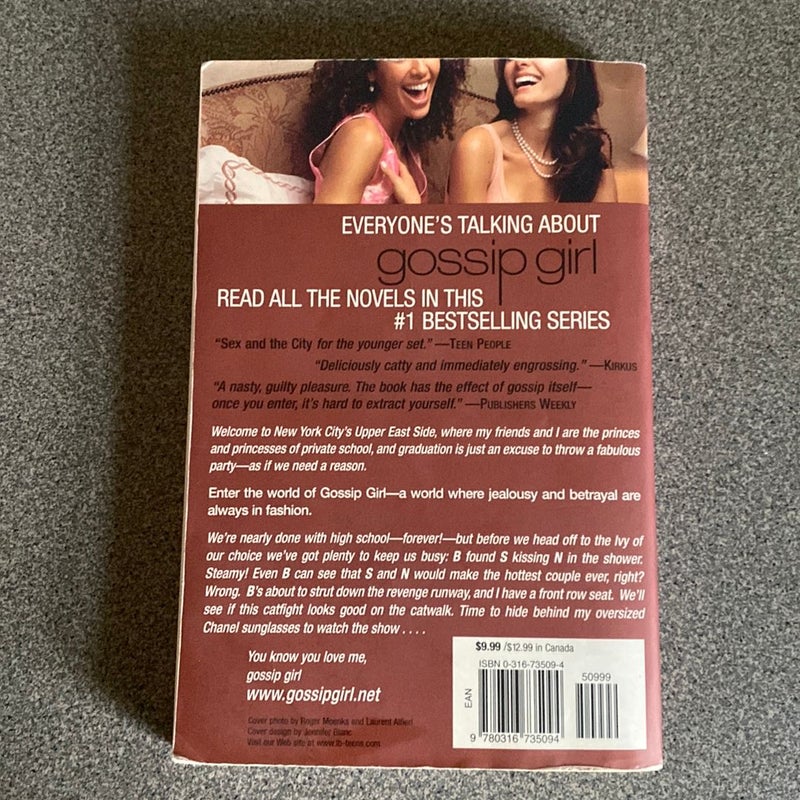 EVERYONE'S TALKING ABOUT
gossip girl
READ ALL THE NOVELS IN THIS
#1 BESTSELLING SERIES
"Sex and the City for the younger set."—TEEN PEOPLE
"Deliciously catty and immediately engrossing."—KIRKUS
"A nasty, guilty pleasure. The book has the effect of gossip itself—
once you enter, it's hard to extract yourself."—PUBLISHERS WEEKLY
Welcome to New York City's Upper East Side, where my friends and I are the princes
and princesses of private school, and graduation is just an excuse to throw a fabulous
party—as if we need a reason.
Enter the world of Gossip Girl—a world where jealousy and betrayal are
always in fashion.
We're nearly done with high school—forever!—but before we head off to the Ivy of
our choice we've got plenty to keep us busy: B found S kissing N in the shower.
Steamy! Even B can see that S and N would make the hottest couple ever, right?
Wrong. B's about to strut down the revenge runway, and I have a front row seat. We'll
see if this catfight looks good on the catwalk. Time to hide behind my oversized
Chanel sunglasses to watch the show . . . .
You know you love me,
gossip girl
www.gossipgirl.net
Cover photo by Roger Moenks and Laurent Alfieri
Cover design by Jennifer Blanc
Visit our Web site at www.lb-teens.com
$9.99 /$12.99 in Canada
ISBN 0-316-73509-4
50999
EAN
9 780316 735094